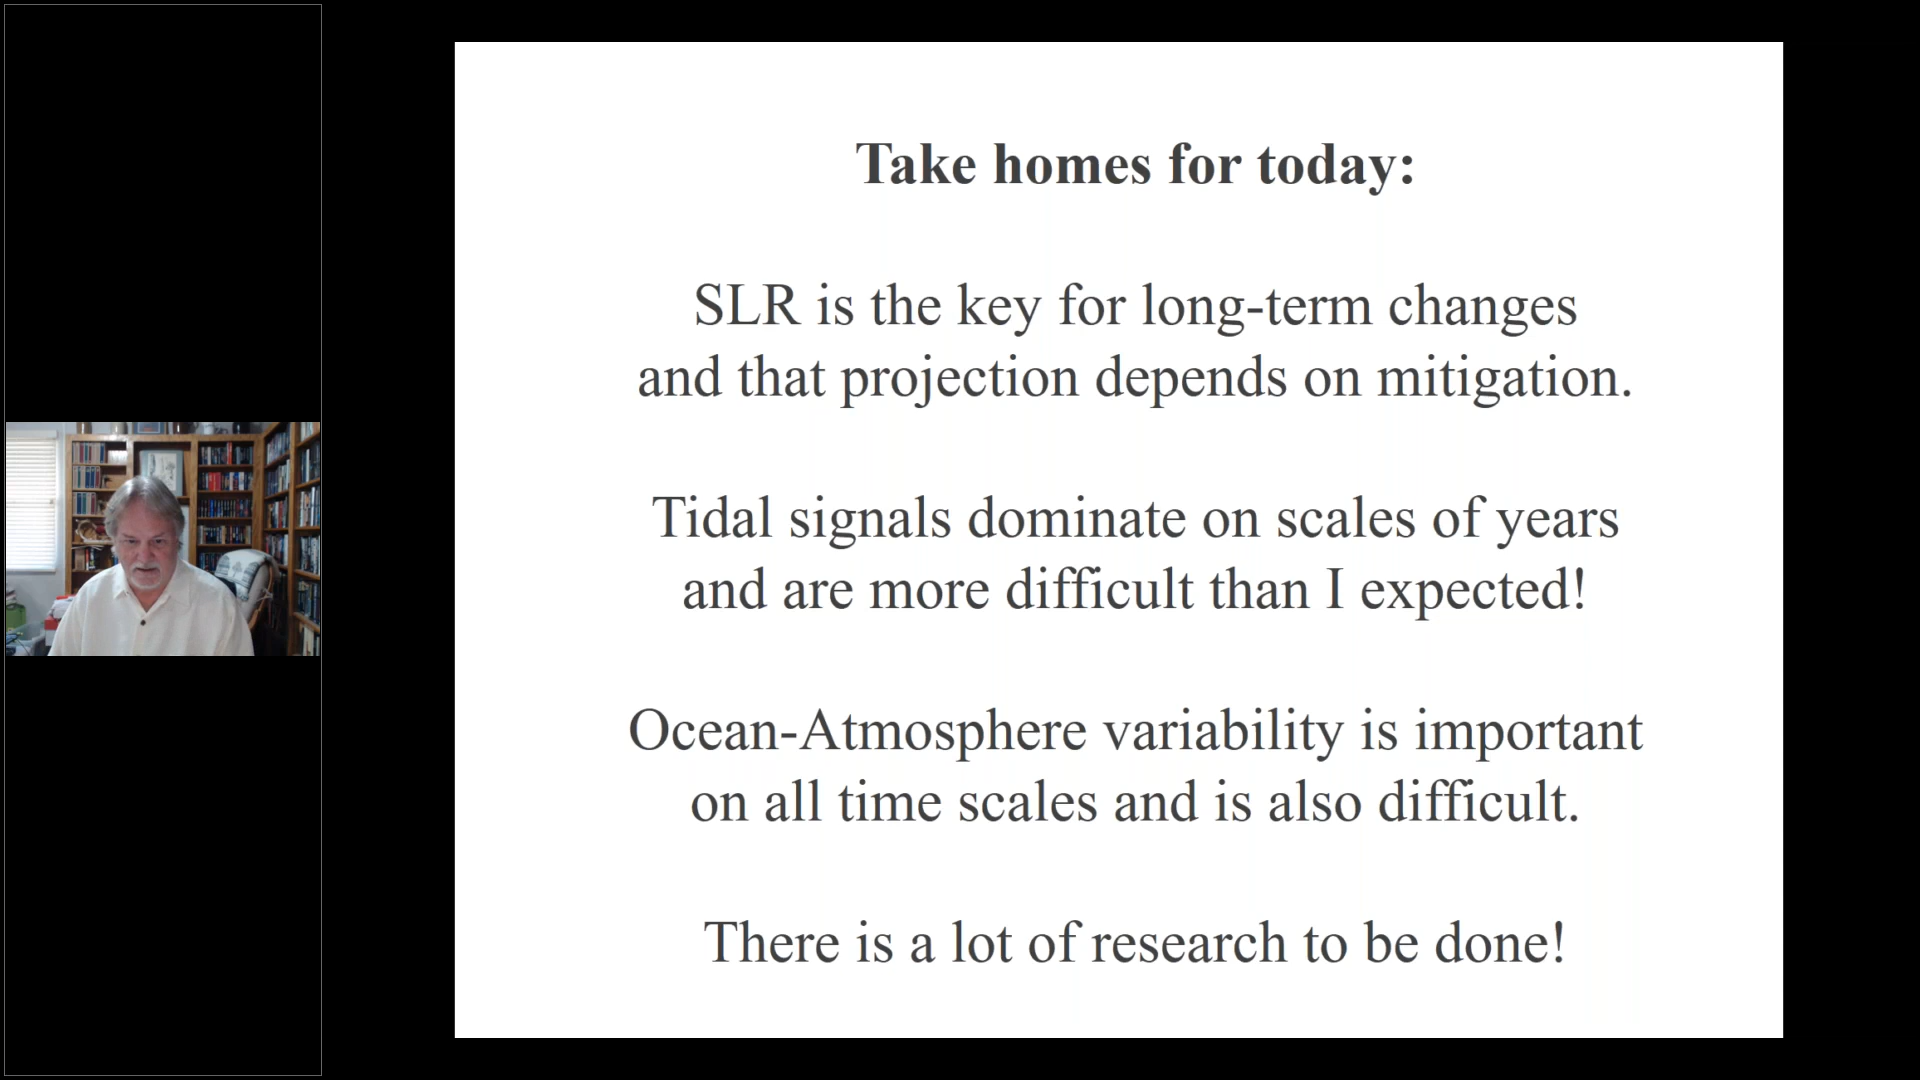 Take homes for today:
SLR is the key for long-term changes
and that projection depends on mitigation.
Tidal signals dominate on scales of years
and are more difficult than I expected!
Ocean-Atmosphere variability is important
on all time scales and is also difficult.
There is a lot of research to be done!